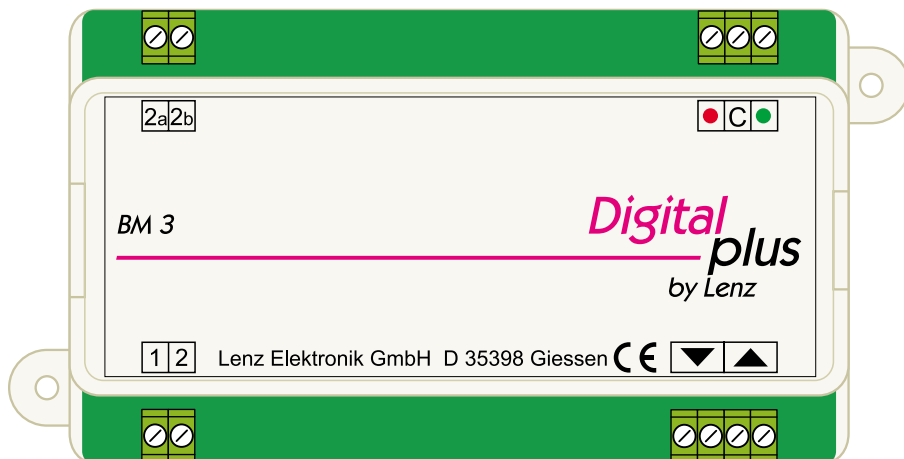 2a 2b
C
BM 3
Digital
plus
by Lenz
1 2
Lenz Elektronik GmbH D 35398 Giessen CE